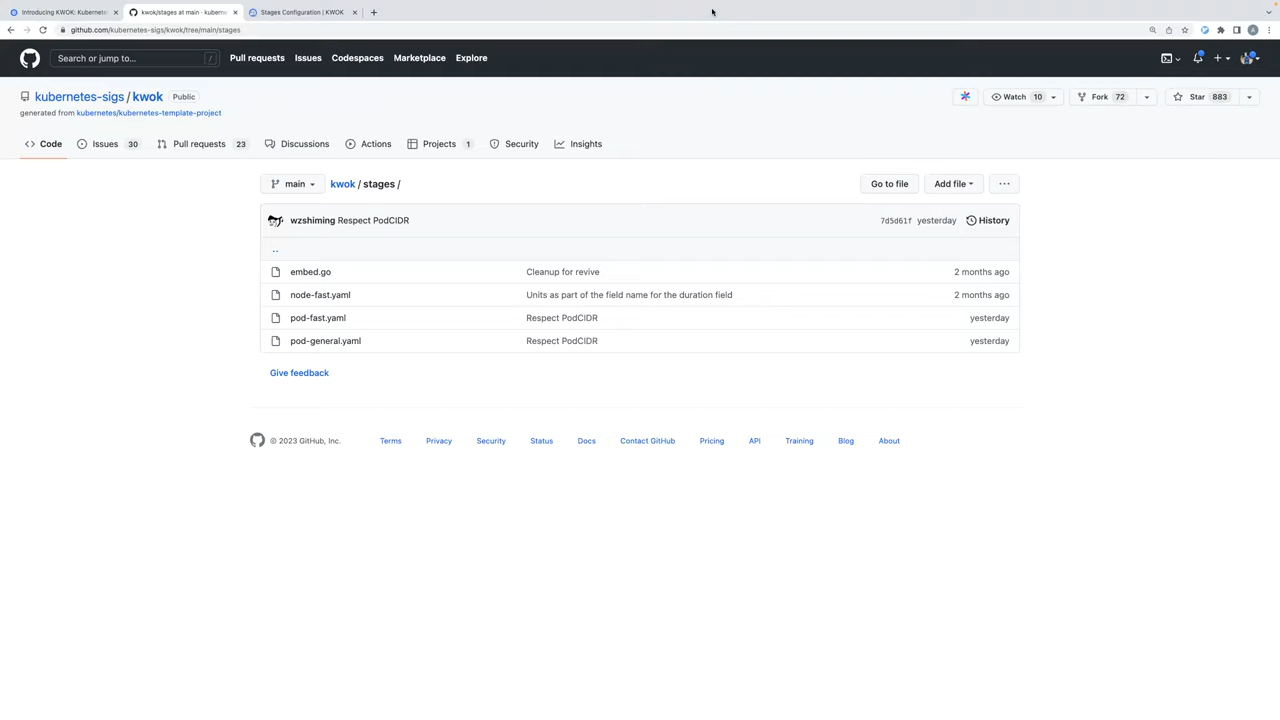 Introducing KWOK: Kubernetes
kwok/stages at main · kuberne
Stages Configuration | KWOK
github.com/kubernetes-sigs/kwok/tree/main/stages
Search or jump to... /
Pull requests
Issues
Codespaces
Marketplace
Explore
kubernetes-sigs / kwok Public
Watch 10
Fork 72
Star 883
generated from kubernetes/kubernetes-template-project
Code
Issues 30
Pull requests 23
Discussions
Actions
Projects 1
Security
Insights
main
kwok / stages /
Go to file
Add file
...
wzshiming Respect PodCIDR
7d5d61f yesterday
History
..
embed.go Cleanup for revive 2 months ago
node-fast.yaml Units as part of the field name for the duration field 2 months ago
pod-fast.yaml Respect PodCIDR yesterday
pod-general.yaml Respect PodCIDR yesterday
Give feedback
© 2023 GitHub, Inc.
Terms
Privacy
Security
Status
Docs
Contact GitHub
Pricing
API
Training
Blog
About